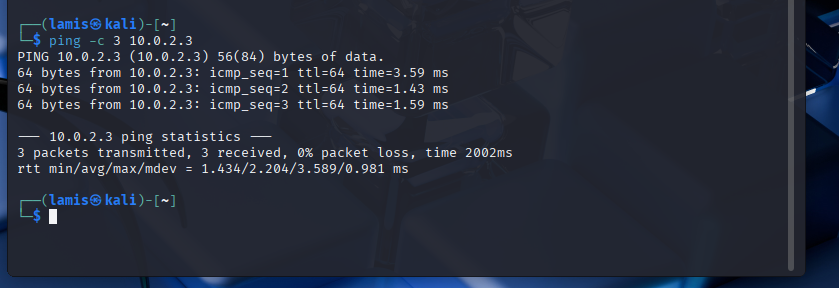 ┌──(lamis㉿kali)-[~]
└─$ ping -c 3 10.0.2.3
PING 10.0.2.3 (10.0.2.3) 56(84) bytes of data.
64 bytes from 10.0.2.3: icmp_seq=1 ttl=64 time=3.59 ms
64 bytes from 10.0.2.3: icmp_seq=2 ttl=64 time=1.43 ms
64 bytes from 10.0.2.3: icmp_seq=3 ttl=64 time=1.59 ms
--- 10.0.2.3 ping statistics ---
3 packets transmitted, 3 received, 0% packet loss, time 2002ms
rtt min/avg/max/mdev = 1.434/2.204/3.589/0.981 ms
┌──(lamis㉿kali)-[~]
└─$